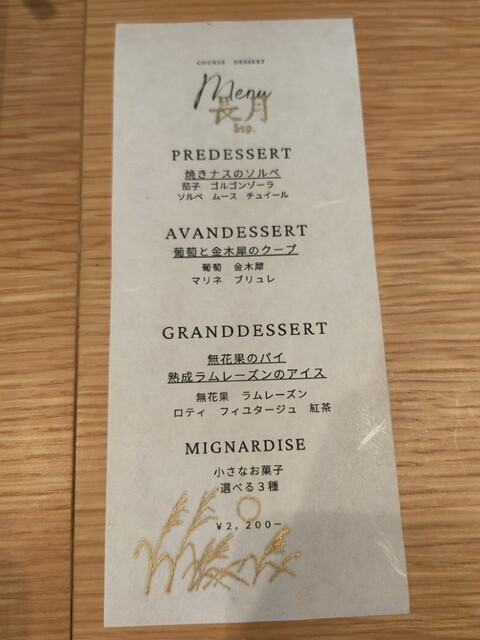 COURSE DESSERT
Menu
長月
Sep.
PREDESSERT
焼きナスのソルベ
茄子 ゴルゴンゾーラ
ソルベ ムース チュイール
AVANDESSERT
葡萄と金木犀のクープ
葡萄 金木犀
マリネ ブリュレ
GRANDDESSERT
無花果のパイ
熟成ラムレーズンのアイス
無花果 ラムレーズン
ロティ フィユタージュ 紅茶
MIGNARDISE
小さなお菓子
選べる3種
¥2,200−